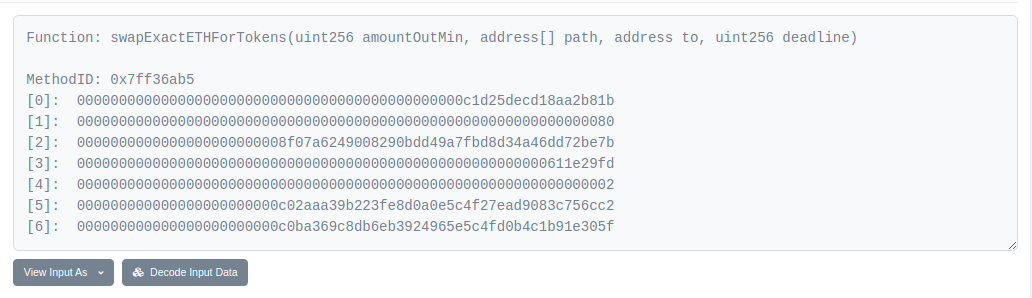 Function: swapExactETHForTokens(uint256 amountOutMin, address[] path, address to, uint256 deadline)
MethodID: 0x7ff36ab5
[0]: 0000000000000000000000000000000000000000000000c1d25decd18aa2b81b
[1]: 0000000000000000000000000000000000000000000000000000000000000080
[2]: 0000000000000000000000008f07a6249008290bdd49a7fbd8d34a46dd72be7b
[3]: 00000000000000000000000000000000000000000000000000000000611e29fd
[4]: 0000000000000000000000000000000000000000000000000000000000000002
[5]: 000000000000000000000000c02aaa39b223fe8d0a0e5c4f27ead9083c756cc2
[6]: 000000000000000000000000c0ba369c8db6eb3924965e5c4fd0b4c1b91e305f
View Input As Decode Input Data